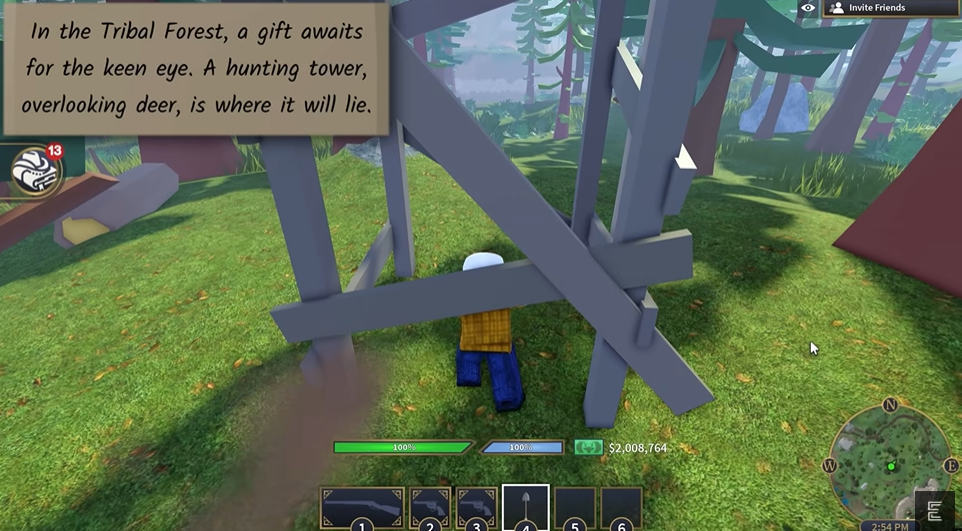 Invite Friends
In the Tribal Forest, a gift awaits
for the keen eye. A hunting tower,
overlooking deer, is where it will lie.
13
N
W
E
100%
100%
$2,008,764
1
2
3
4
5
6
2:54 PM